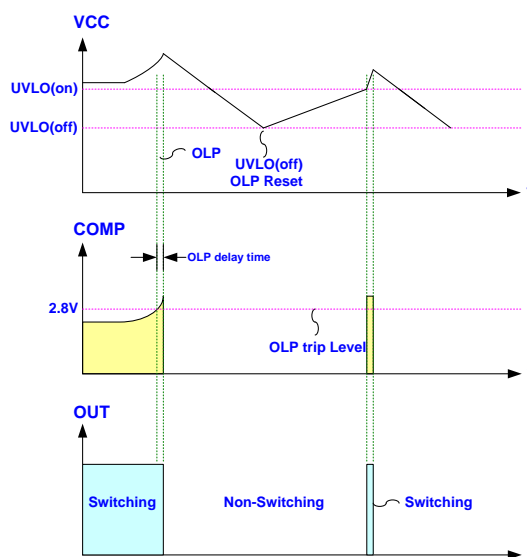 VCC
UVLO(on)
UVLO(off)
OLP
UVLO(off)
OLP Reset
COMP
OLP delay time
2.8V
OLP trip Level
OUT
Switching
Non-Switching
Switching